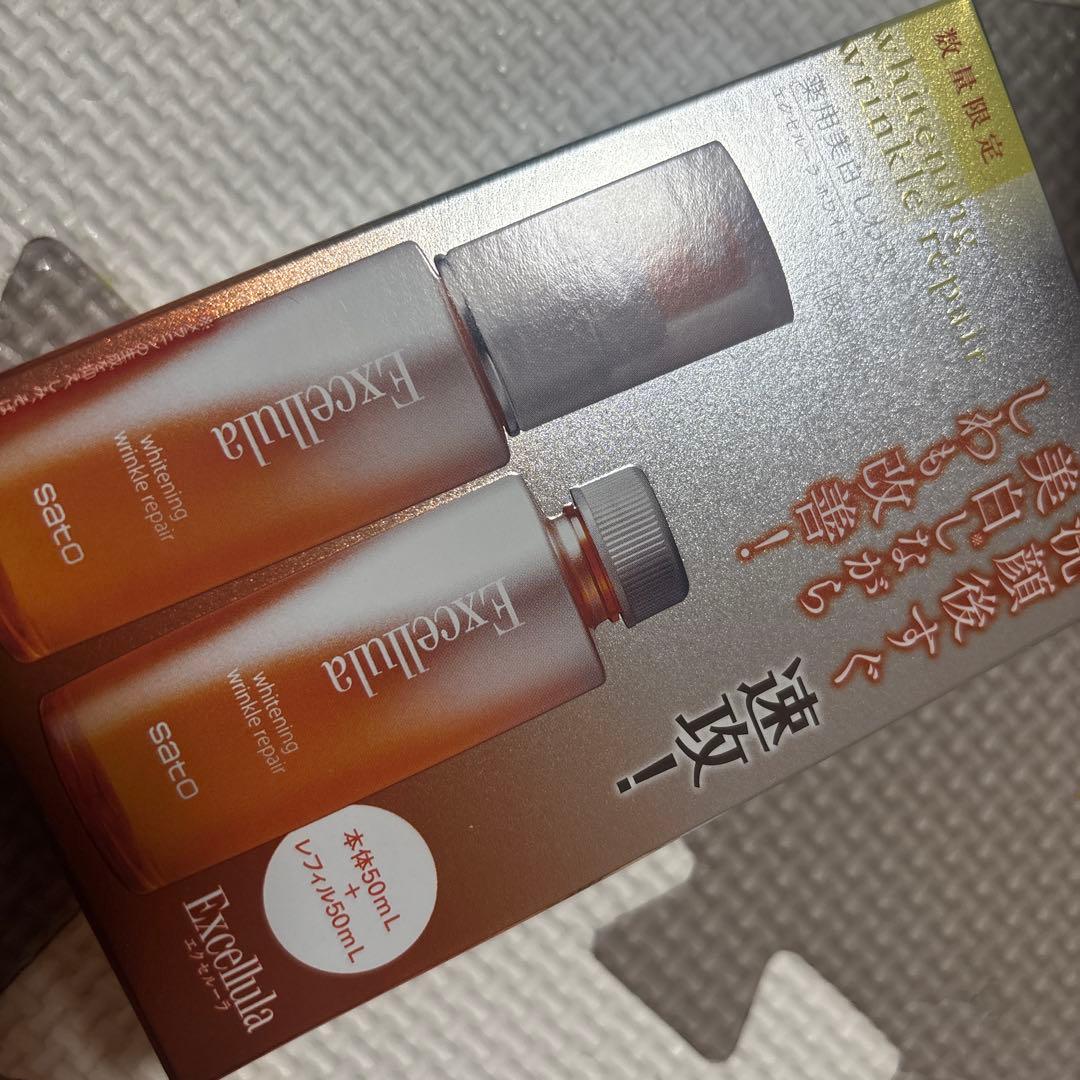 数量限定
whitening
wrinkle repair
薬用美白しわ改善
洗顔後すぐ
美白※しながら
しわも改善!
速攻!
Excellula
whitening
wrinkle repair
sato
Excellula
whitening
wrinkle repair
sato
本体50mL
+
レフィル50mL
Excellula
エクセルーラ